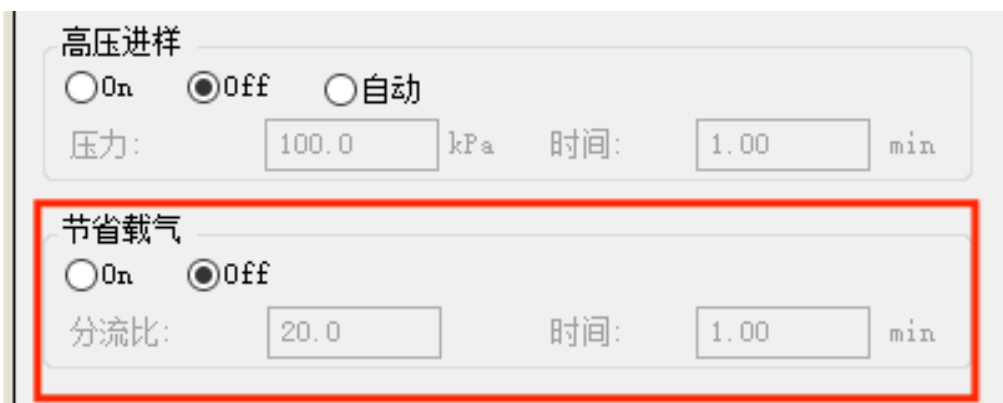 高压进样
On Off 自动
压力: 100.0 kPa 时间: 1.00 min
节省载气
On Off
分流比: 20.0 时间: 1.00 min